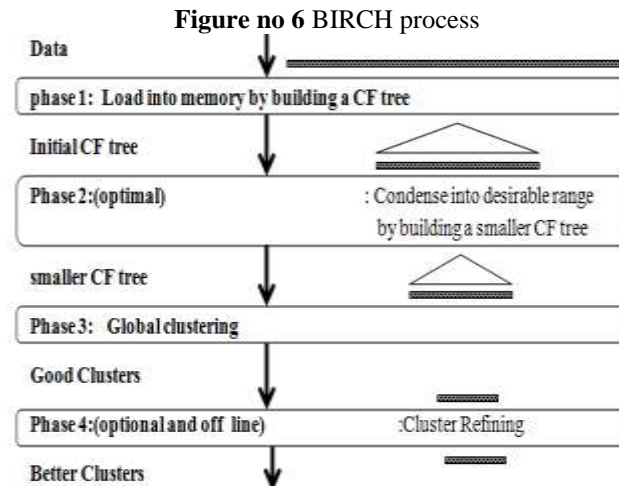 Figure no 6 BIRCH process
Data
phase 1: Load into memory by building a CF tree
Initial CF tree
Phase 2:(optimal) : Condense into desirable range
by building a smaller CF tree
smaller CF tree
Phase 3: Global clustering
Good Clusters
Phase 4:(optional and off line) :Cluster Refining
Better Clusters